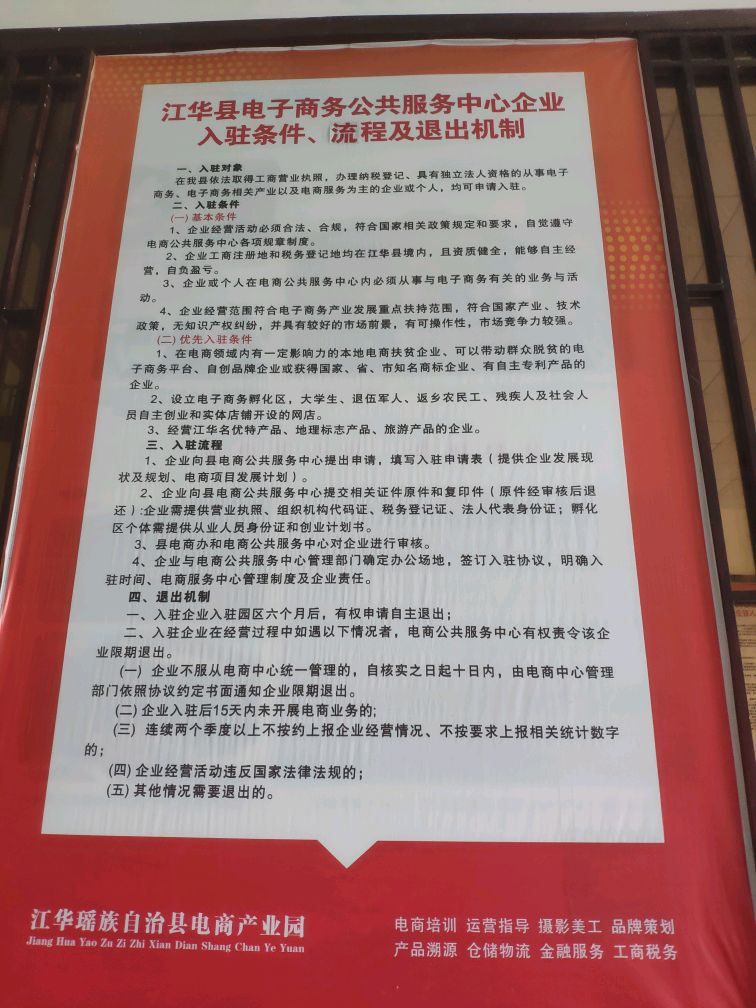 江华县电子商务公共服务中心企业
入驻条件、流程及退出机制
一、入驻对象
在我县依法取得工商营业执照，办理纳税登记、具有独立法人资格的从事电子
商务、电子商务相关产业以及电商服务为主的企业或个人，均可申请入驻。
二、入驻条件
(一) 基本条件
1、企业经营活动必须合法、合规，符合国家相关政策规定和要求，自觉遵守
电商公共服务中心各项规章制度。
2、企业工商注册地和税务登记地均在江华县境内，且资质健全，能够自主经
营，自负盈亏。
3、企业或个人在电商公共服务中心内必须从事与电子商务有关的业务与活
动。
4、企业经营范围符合电子商务产业发展重点扶持范围，符合国家产业、技术
政策，无知识产权纠纷，并具有较好的市场前景，有可操作性，市场竞争力较强。
(二) 优先入驻条件
1、在电商领域内有一定影响力的本地电商扶贫企业、可以带动群众脱贫的电
子商务平台、自创品牌企业或获得国家、省、市知名商标企业、有自主专利产品的
企业。
2、设立电子商务孵化区，大学生、退伍军人、返乡农民工、残疾人及社会人
员自主创业和实体店铺开设的网店。
3、经营江华名优特产品、地理标志产品、旅游产品的企业。
三、入驻流程
1、企业向县电商公共服务中心提出申请，填写入驻申请表（提供企业发展现
状及规划、电商项目发展计划）。
2、企业向县电商公共服务中心提交相关证件原件和复印件（原件经审核后退
还）:企业需提供营业执照、组织机构代码证、税务登记证、法人代表身份证；孵化
区个体需提供从业人员身份证和创业计划书。
3、县电商办和电商公共服务中心对企业进行审核。
4、企业与电商公共服务中心管理部门确定办公场地，签订入驻协议，明确入
驻时间、电商服务中心管理制度及企业责任。
四、退出机制
一、入驻企业入驻园区六个月后，有权申请自主退出；
二、入驻企业在经营过程中如遇以下情况者，电商公共服务中心有权责令该企
业限期退出。
(一) 企业不服从电商中心统一管理的，自核实之日起十日内，由电商中心管理
部门依照协议约定书面通知企业限期退出。
(二) 企业入驻后15天内未开展电商业务的;
(三) 连续两个季度以上不按约上报企业经营情况、不按要求上报相关统计数字
的；
(四) 企业经营活动违反国家法律法规的；
(五) 其他情况需要退出的。
江华瑶族自治县电商产业园
Jiang Hua Yao Zu Zi Zhi Xian Dian Shang Chan Ye Yuan
电商培训 运营指导 摄影美工 品牌策划
产品溯源 仓储物流 金融服务 工商税务